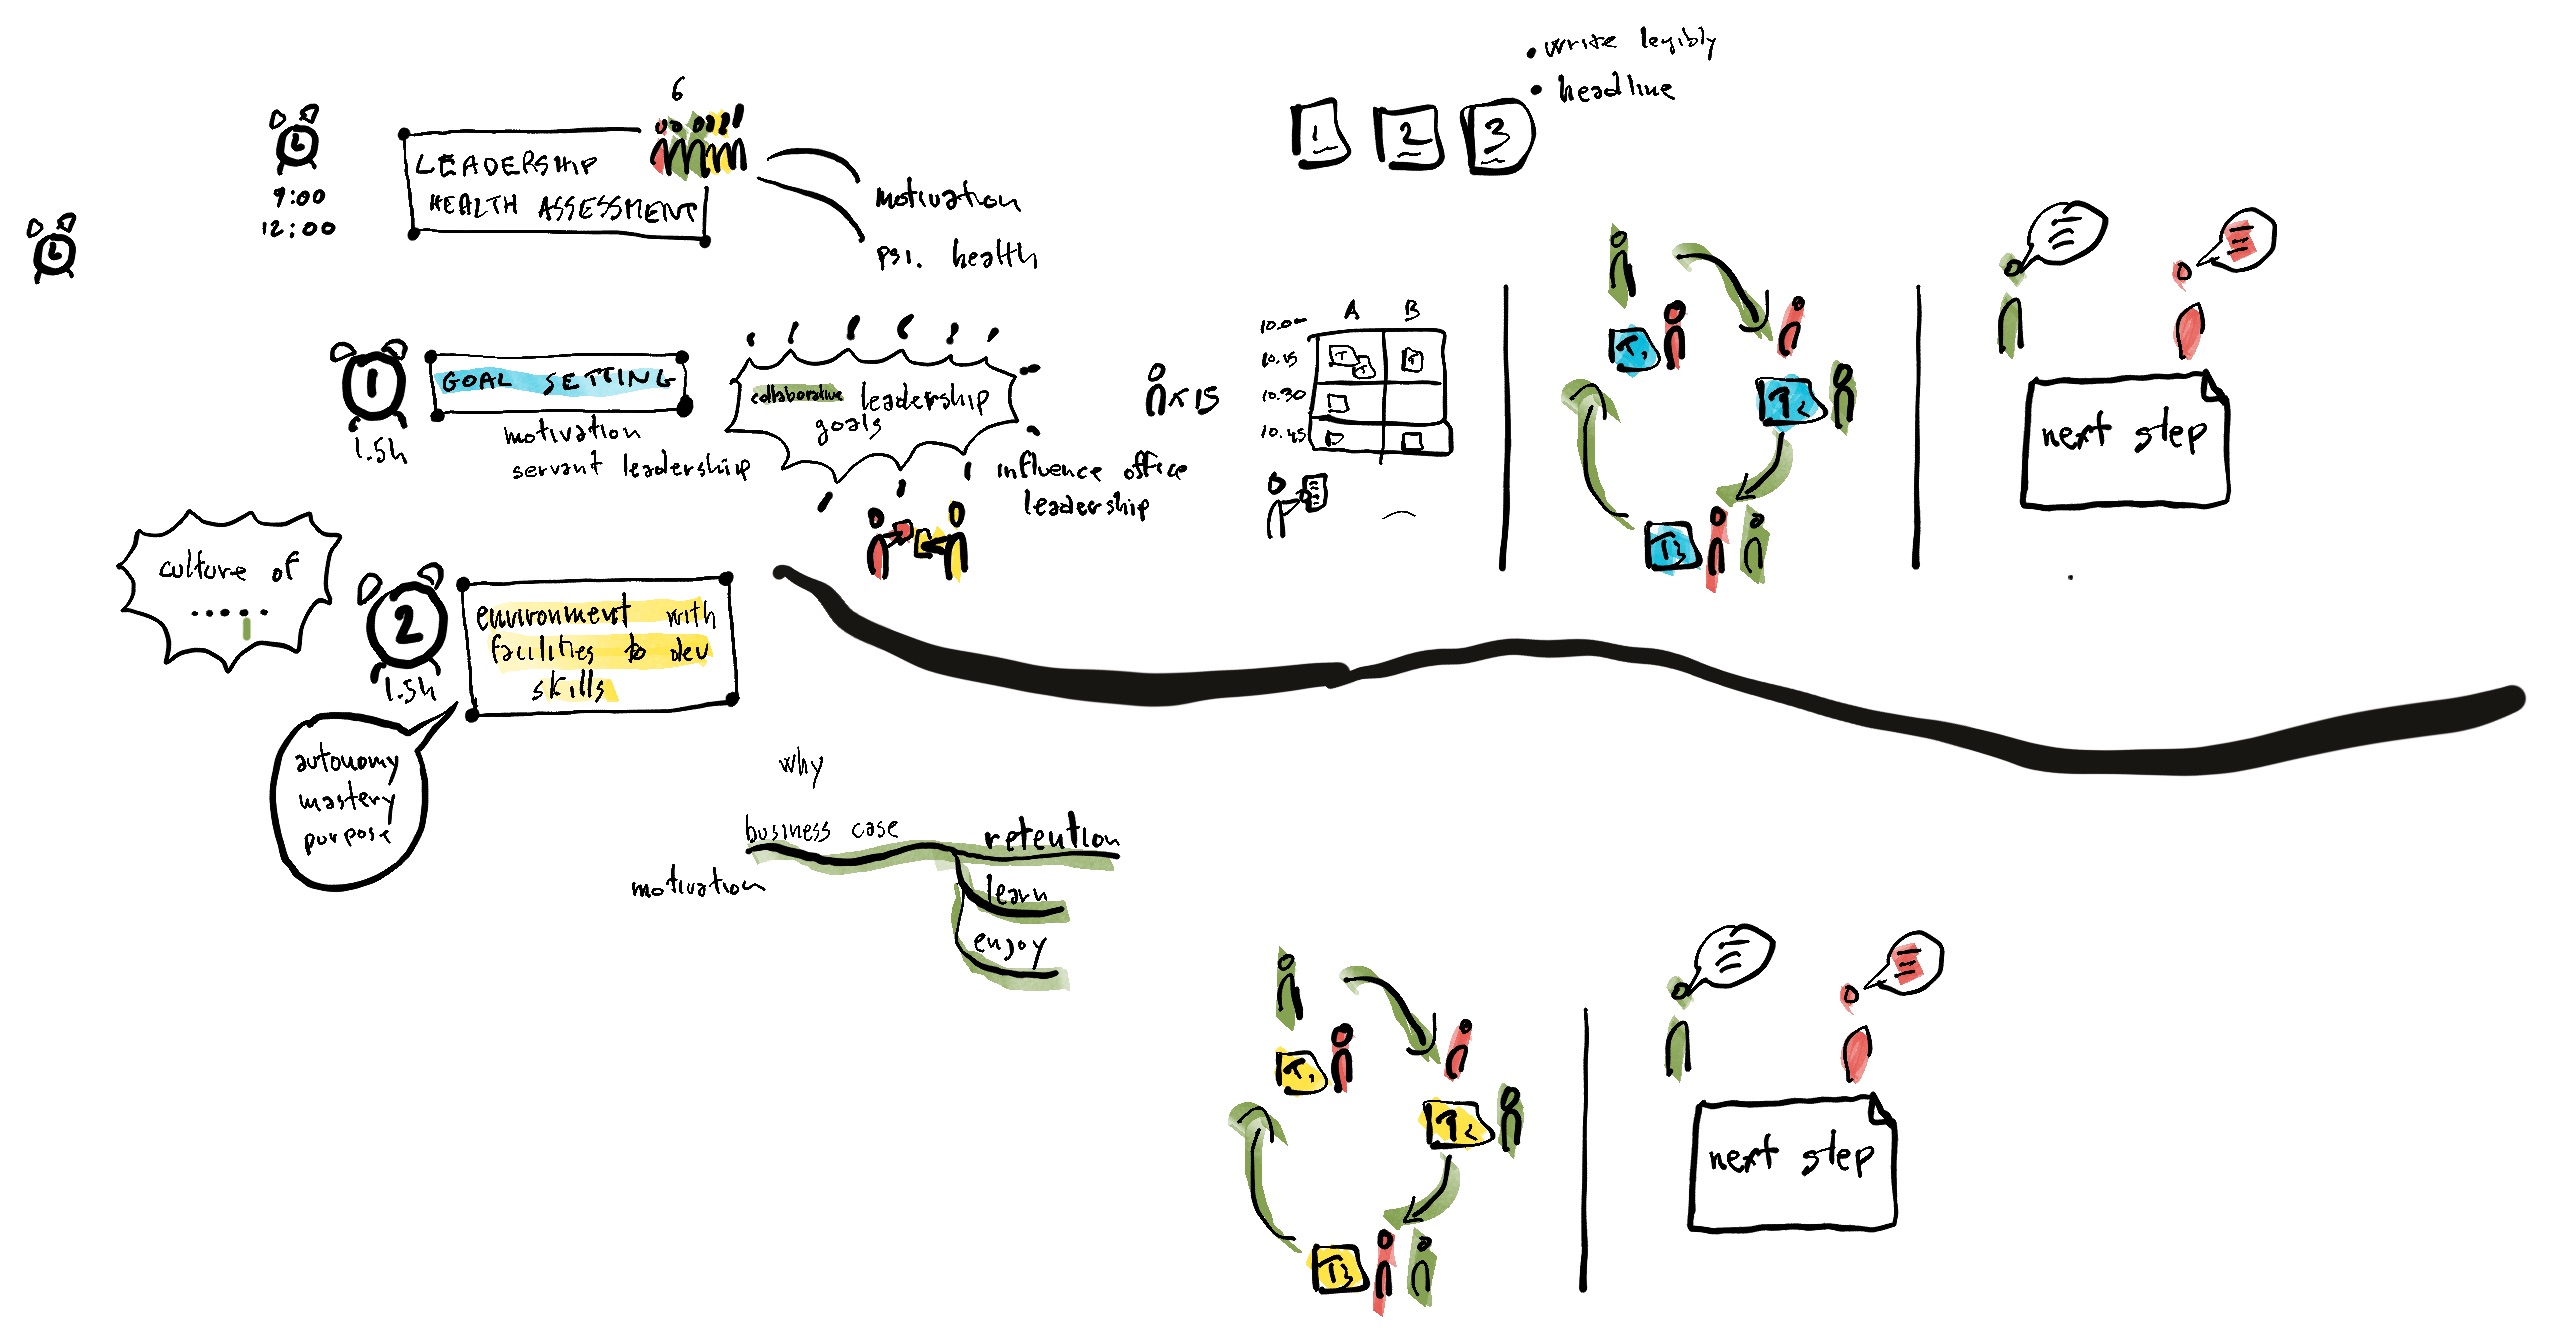 • write legibly
• headline
6
LEADERSHIP
HEALTH ASSESSMENT
9:00
12:00
motivation
psi. health
1
2
3
1
1.5h
GOAL SETTING
motivation
servant leadership
collaborative leadership
goals
influence office
leadership
x 15
A B
10.00
10.15
10.30
10.45
T1
T2
T3
next step
culture of
.....
2
1.5h
environment with
facilities to dev
skills
autonomy
mastery
purpose
why
business case
retention
motivation
learn
enjoy
T1
T2
T3
next step